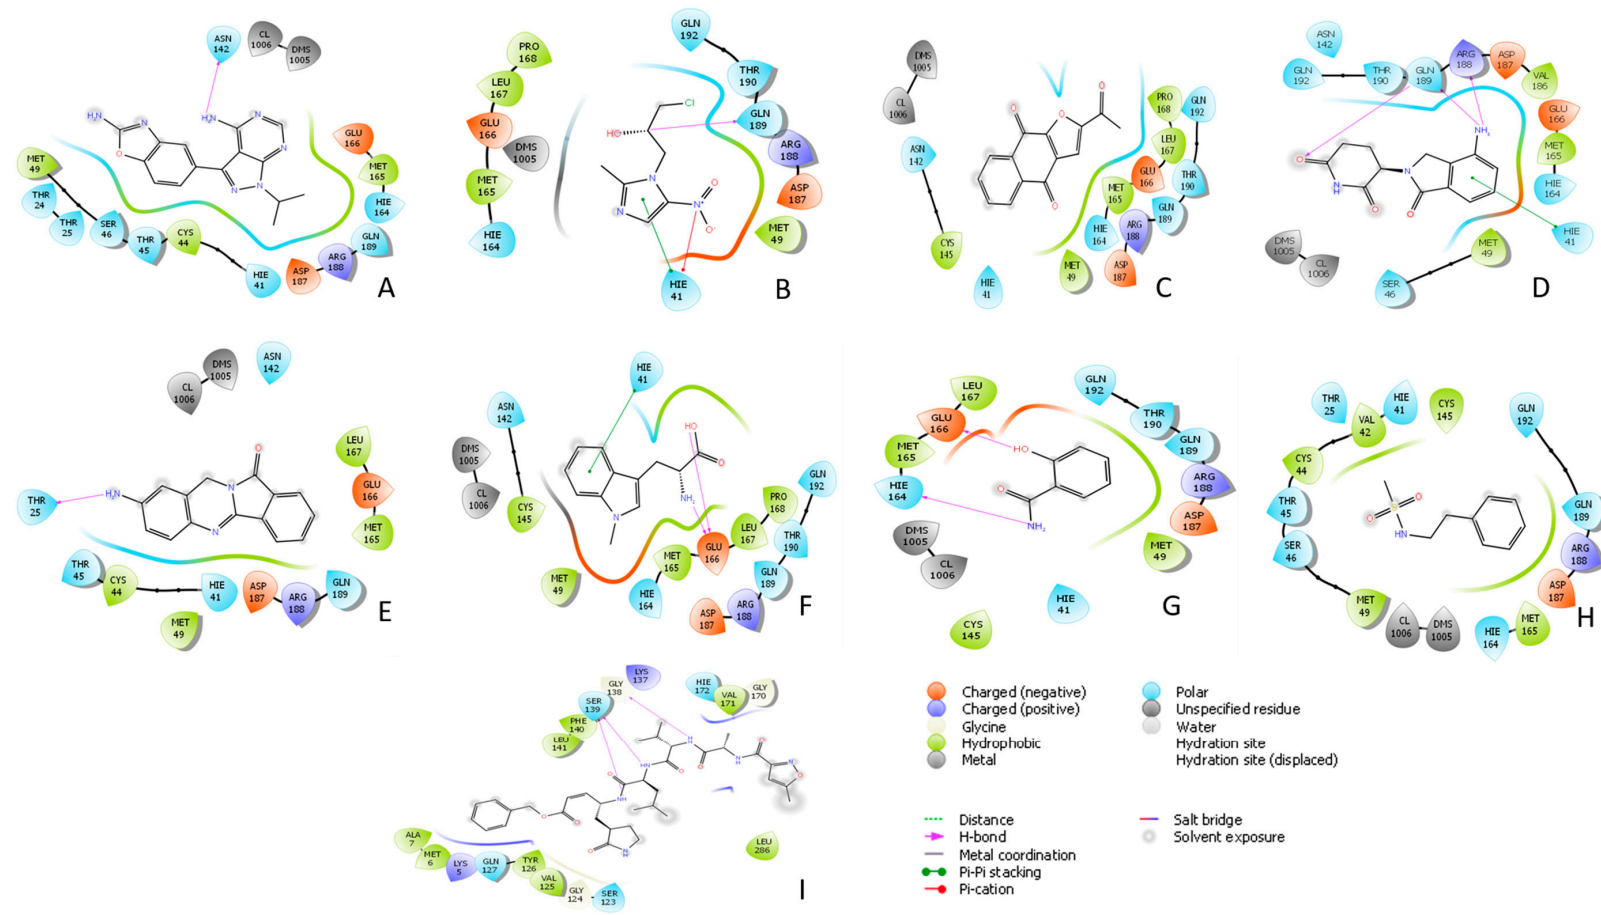 ASN
142
CL
1006
DMS
1005
H₂N
N
O
H₂N
N
N
N
N
N
GLU
166
MET
165
HIE
164
GLN
189
ARG
188
ASP
187
HIE
41
CYS
44
THR
45
SER
46
THR
25
THR
24
MET
49
A
PRO
168
LEU
167
GLU
166
DMS
1005
MET
165
HIE
164
GLN
192
THR
190
GLN
189
ARG
188
ASP
187
MET
49
HIE
41
Cl
HO
N
N
N⁺
O
O⁻
B
DMS
1005
CL
1006
ASN
142
CYS
145
HIE
41
O
O
O
O
PRO
168
GLN
192
LEU
167
GLU
166
THR
190
MET
165
GLN
189
HIE
164
ARG
188
MET
49
ASP
187
C
ASN
142
GLN
192
THR
190
GLN
189
ARG
188
ASP
187
VAL
186
GLU
166
MET
165
HIE
164
HIE
41
MET
49
SER
46
DMS
1005
CL
1006
O
NH
O
N
O
NH₂
D
CL
1006
DMS
1005
ASN
142
THR
25
H₂N
N
N
O
LEU
167
GLU
166
MET
165
THR
45
CYS
44
HIE
41
MET
49
ASP
187
ARG
188
GLN
189
E
HIE
41
ASN
142
DMS
1005
CL
1006
CYS
145
MET
49
HO
O
NH₂
N
HIE
164
MET
165
GLU
166
LEU
167
PRO
168
GLN
192
THR
190
GLN
189
ARG
188
ASP
187
F
LEU
167
GLU
166
MET
165
HIE
164
DMS
1005
CL
1006
CYS
145
HIE
41
HO
O
NH₂
GLN
192
THR
190
GLN
189
ARG
188
ASP
187
MET
49
G
THR
25
HIE
41
VAL
42
CYS
44
THR
45
SER
46
MET
49
CYS
145
GLN
192
GLN
189
ARG
188
ASP
187
MET
165
HIE
164
DMS
1005
CL
1006
O
S
O
NH
H
LYS
137
GLY
138
SER
139
PHE
140
LEU
141
HIE
172
VAL
171
GLY
170
LEU
286
ALA
7
MET
6
LYS
5
GLN
127
TYR
126
VAL
125
GLY
124
SER
123
I
Charged (negative)
Charged (positive)
Glycine
Hydrophobic
Metal
Polar
Unspecified residue
Water
Hydration site
Hydration site (displaced)
Distance
H-bond
Metal coordination
Pi-Pi stacking
Pi-cation
Salt bridge
Solvent exposure